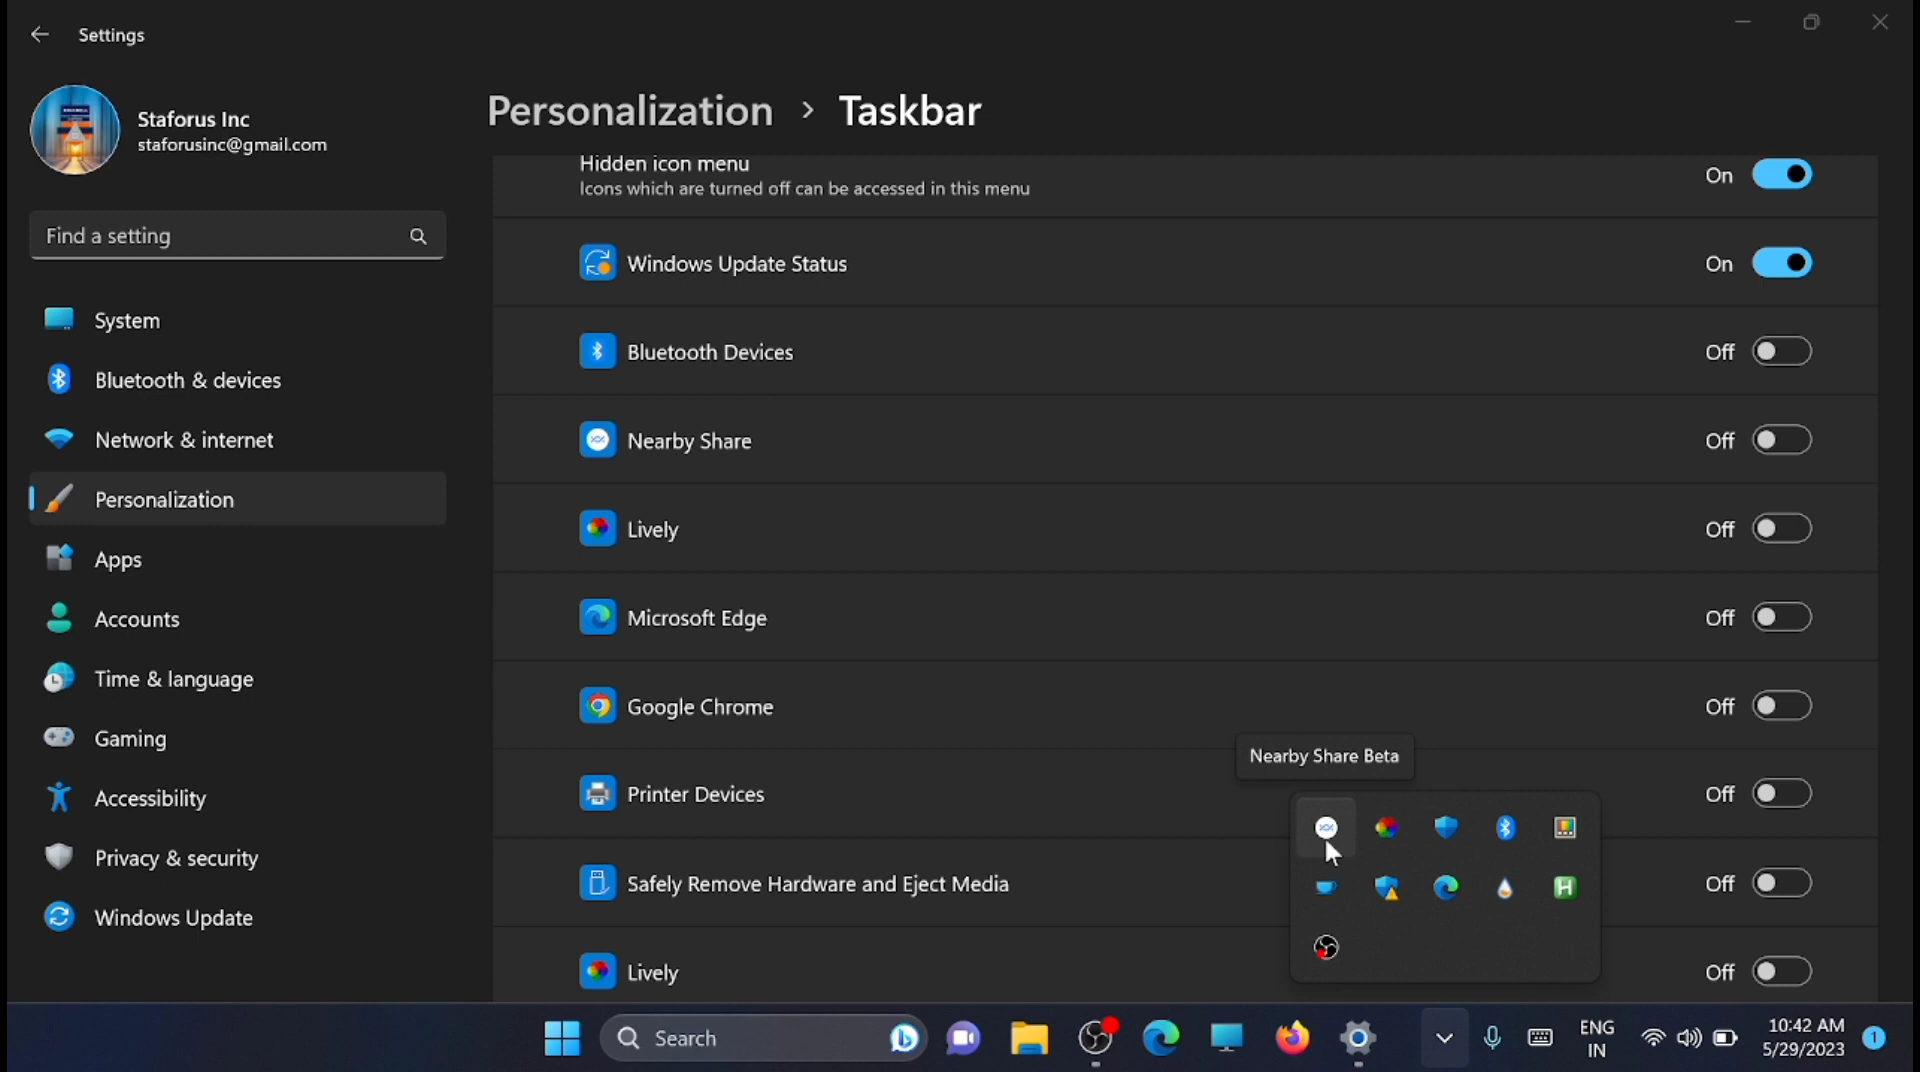 Settings
Staforus Inc
staforusinc@gmail.com
Find a setting
System
Bluetooth & devices
Network & internet
Personalization
Apps
Accounts
Time & language
Gaming
Accessibility
Privacy & security
Windows Update
Personalization > Taskbar
Hidden icon menu
Icons which are turned off can be accessed in this menu
On
Windows Update Status
On
Bluetooth Devices
Off
Nearby Share
Off
Lively
Off
Microsoft Edge
Off
Google Chrome
Off
Printer Devices
Off
Safely Remove Hardware and Eject Media
Off
Lively
Off
Nearby Share Beta
H
Search
ENG
IN
10:42 AM
5/29/2023
1